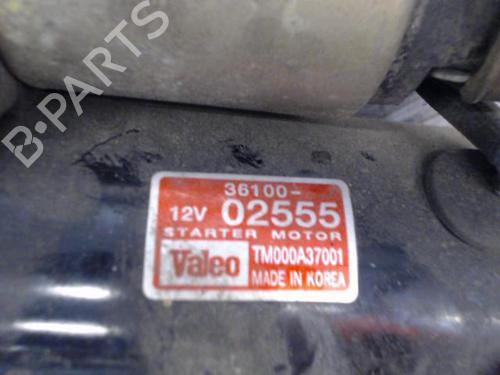 B-PARTS
36100-
12V 02555
STARTER MOTOR
Valeo TM000A37001
MADE IN KOREA